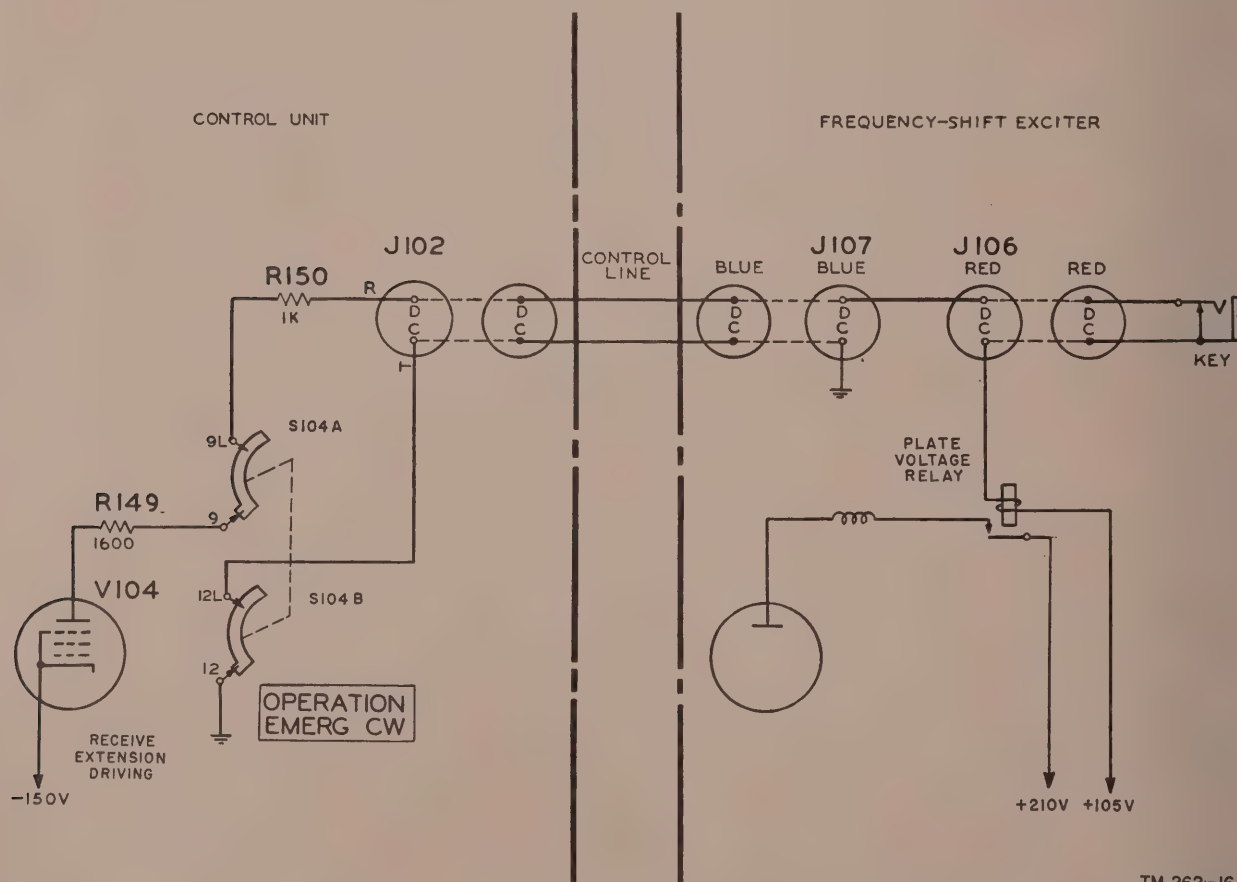 CONTROL UNIT
FREQUENCY-SHIFT EXCITER
J102
CONTROL
LINE
BLUE
J107
BLUE
J106
RED
RED
R150
1K
R
D
C
T
D
C
D
C
D
C
D
C
D
C
KEY
9L
S104A
R149
1600
9
V104
12L
S104B
12
OPERATION
EMERG CW
RECEIVE
EXTENSION
DRIVING
-150V
PLATE
VOLTAGE
RELAY
+210V
+105V